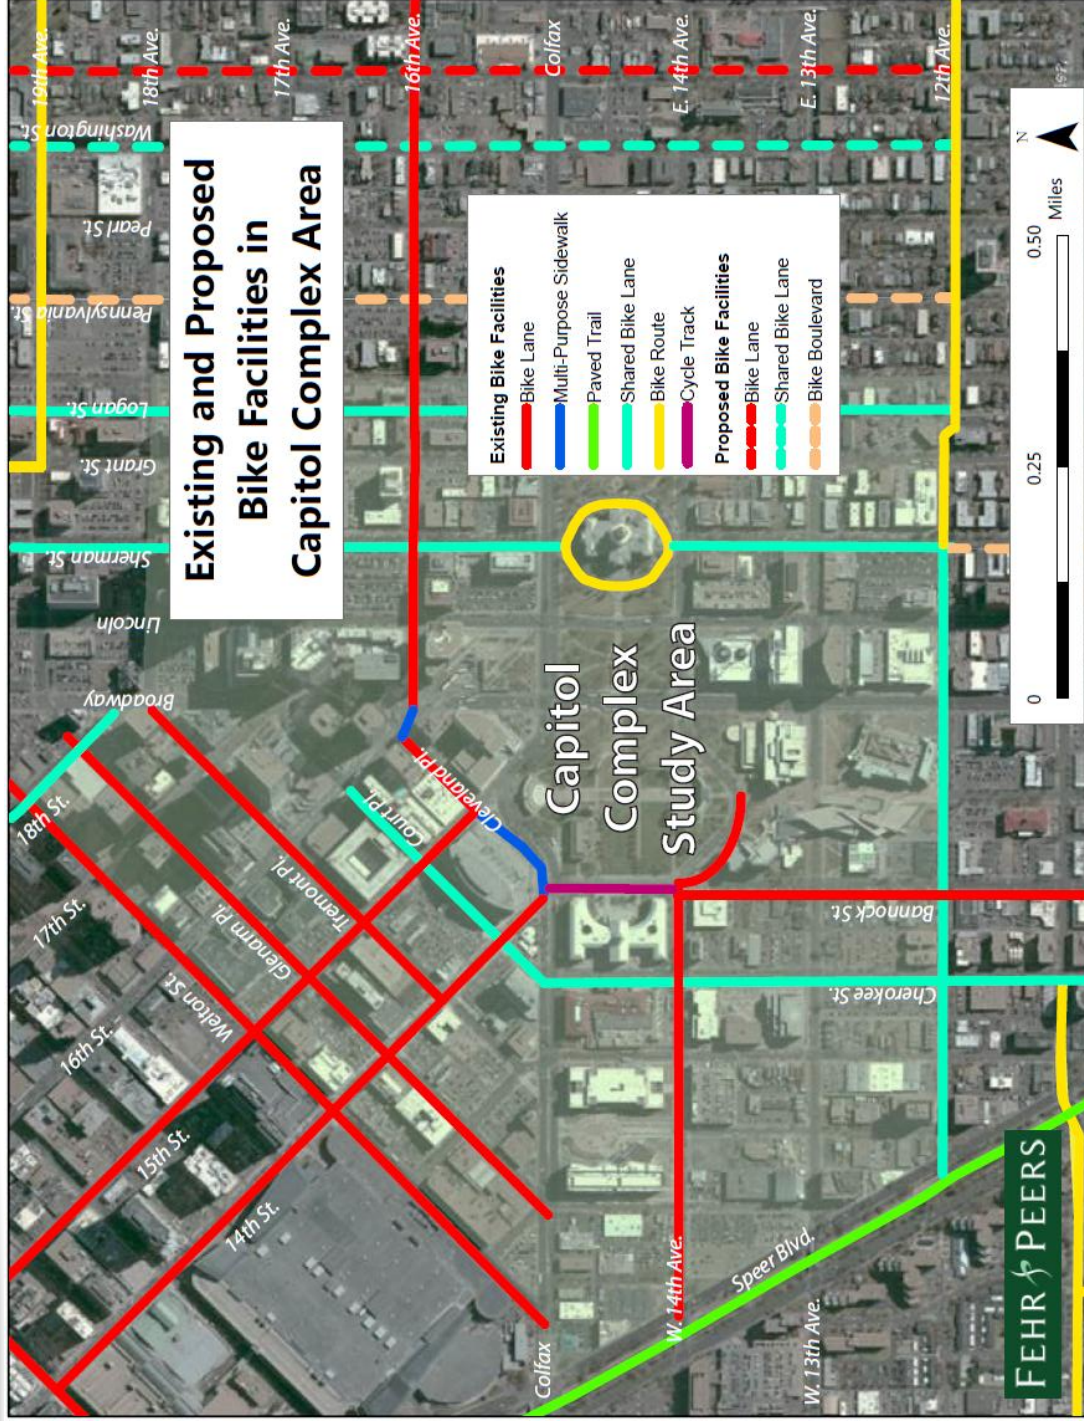 Existing and Proposed
Bike Facilities in
Capitol Complex Area
19th Ave.
18th Ave.
17th Ave.
16th Ave.
Colfax
E. 14th Ave.
E. 13th Ave.
12th Ave.
Washington St.
Pearl St.
Pennsylvania St.
Logan St.
Grant St.
Sherman St.
Lincoln
Broadway
18th St.
17th St.
16th St.
15th St.
14th St.
Court Pl.
Cleveland Pl.
Tremont Pl.
Glenarm Pl.
Welton St.
Capitol
Complex
Study Area
Bannock St.
Cherokee St.
Colfax
W. 14th Ave.
W. 13th Ave.
Speer Blvd.
Existing Bike Facilities
Bike Lane
Multi-Purpose Sidewalk
Paved Trail
Shared Bike Lane
Bike Route
Cycle Track
Proposed Bike Facilities
Bike Lane
Shared Bike Lane
Bike Boulevard
N
0 0.25 0.50
Miles
FEHR PEERS